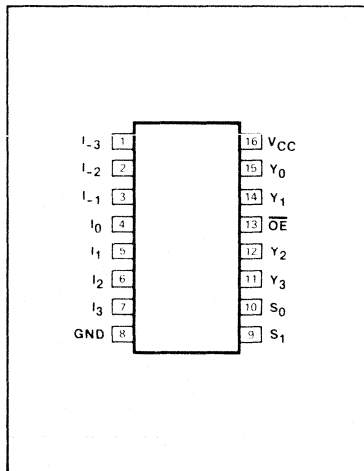 I-3 1 16 VCC
I-2 2 15 Y0
I-1 3 14 Y1
I0 4 13 OE
I1 5 12 Y2
I2 6 11 Y3
I3 7 10 S0
GND 8 9 S1